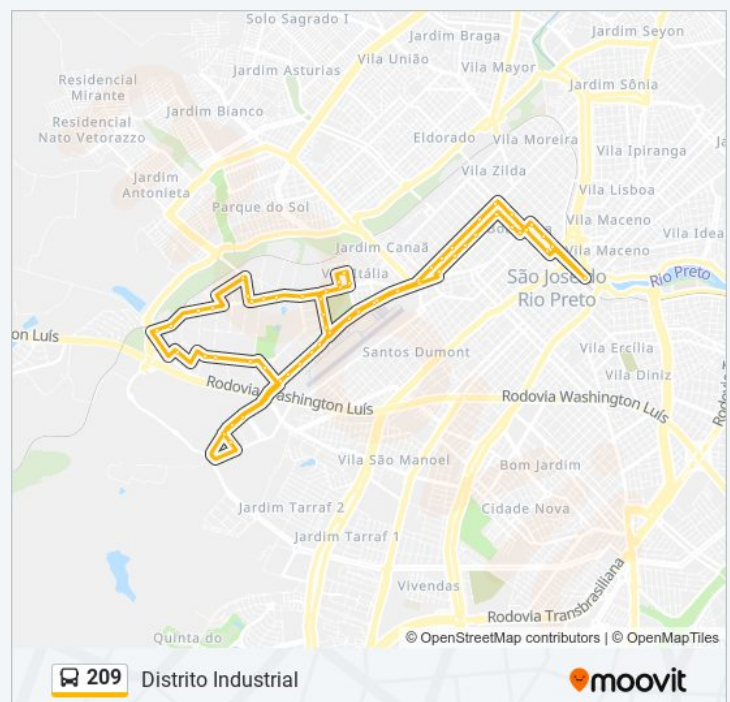 Solo Sagrado I
Jardim Braga
Jardim Seyon
Vila União
Vila Mayor
Jardim Asturias
Residencial
Mirante
Jardim Sônia
Jardim Bianco
Residencial
Nato Vetorazzo
Eldorado
Vila Moreira
Vila Ipiranga
Vila Zilda
Jardim
Antonieta
Vila Lisboa
Parque do Sol
Vila Maceno
Vila Idea
Jardim Canaã
Vila Maceno
Vila Itália
São José do
Rio Preto
Rio Preto
on Luís
Santos Dumont
Vila Ercília
Vila Diniz
Rodovia Washington Luís
Rodovia Washington Luís
Vila São Manoel
Bom Jardim
Jardim Tarraf 2
Cidade Nova
Jardim Tarraf 1
Vivendas
Rodovia Transbrasiliana
Quinta do
© OpenStreetMap contributors | © OpenMapTiles
209 Distrito Industrial
moovit